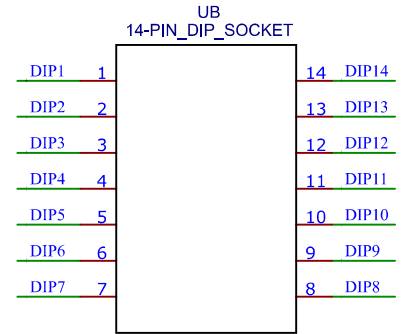 UB
14-PIN_DIP_SOCKET
DIP1 1 14 DIP14
DIP2 2 13 DIP13
DIP3 3 12 DIP12
DIP4 4 11 DIP11
DIP5 5 10 DIP10
DIP6 6 9 DIP9
DIP7 7 8 DIP8